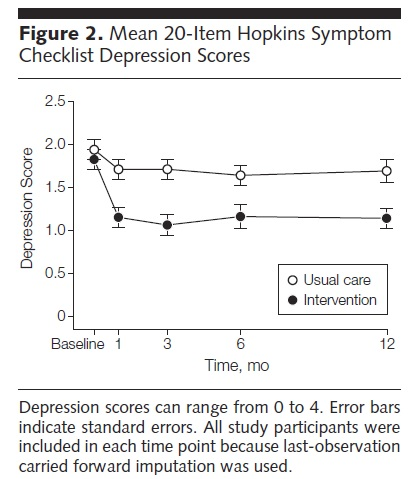 Figure 2. Mean 20-Item Hopkins Symptom
Checklist Depression Scores
2.5
2.0
1.5
1.0
0.5
0
Depression Score
Usual care
Intervention
Baseline 1 3 6 12
Time, mo
Depression scores can range from 0 to 4. Error bars
indicate standard errors. All study participants were
included in each time point because last-observation
carried forward imputation was used.